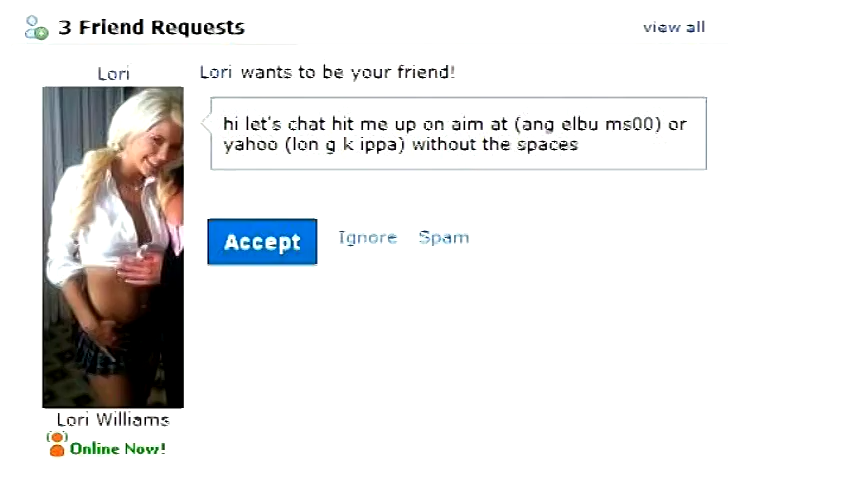 3 Friend Requests
view all
Lori
Lori wants to be your friend!
hi let's chat hit me up on aim at (ang elbu ms00) or
yahoo (lon g k ippa) without the spaces
Accept Ignore Spam
Lori Williams
Online Now!